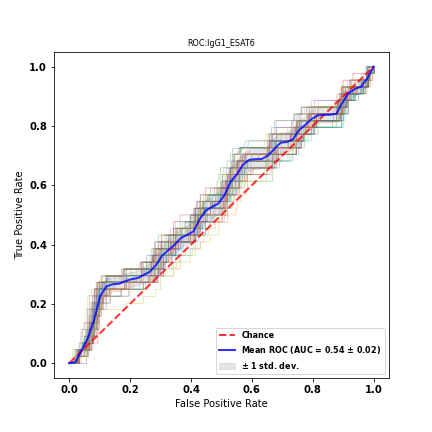 ROC:IgG1_ESAT6
True Positive Rate
1.0
0.8
0.6
0.4
0.2
0.0
Chance
Mean ROC (AUC = 0.54 ± 0.02)
± 1 std. dev.
0.0 0.2 0.4 0.6 0.8 1.0
False Positive Rate